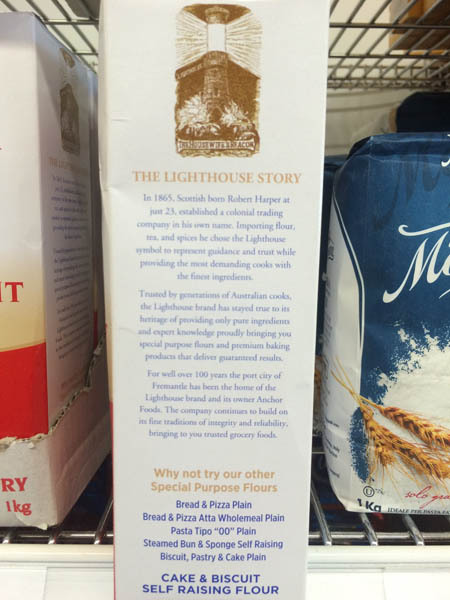 THE HOUSEWIFE'S BEACON
THE LIGHTHOUSE STORY
In 1865, Scottish born Robert Harper at
just 23, established a colonial trading
company in his own name. Importing flour,
tea, and spices he chose the Lighthouse
symbol to represent guidance and trust while
providing the most demanding cooks with
the finest ingredients.
Trusted by generations of Australian cooks,
the Lighthouse brand has stayed true to its
heritage of providing only pure ingredients
and expert knowledge proudly bringing you
special purpose flours and premium baking
products that deliver guaranteed results.
For well over 100 years the port city of
Fremantle has been the home of the
Lighthouse brand and its owner Anchor
Foods. The company continues to build on
its fine traditions of integrity and reliability,
bringing to you trusted grocery foods.
Why not try our other
Special Purpose Flours
Bread & Pizza Plain
Bread & Pizza Atta Wholemeal Plain
Pasta Tipo "00" Plain
Steamed Bun & Sponge Self Raising
Biscuit, Pastry & Cake Plain
CAKE & BISCUIT
SELF RAISING FLOUR
IT
RY
1kg
M
solo gra
1 Kg
IDEALE PER PASTA FA